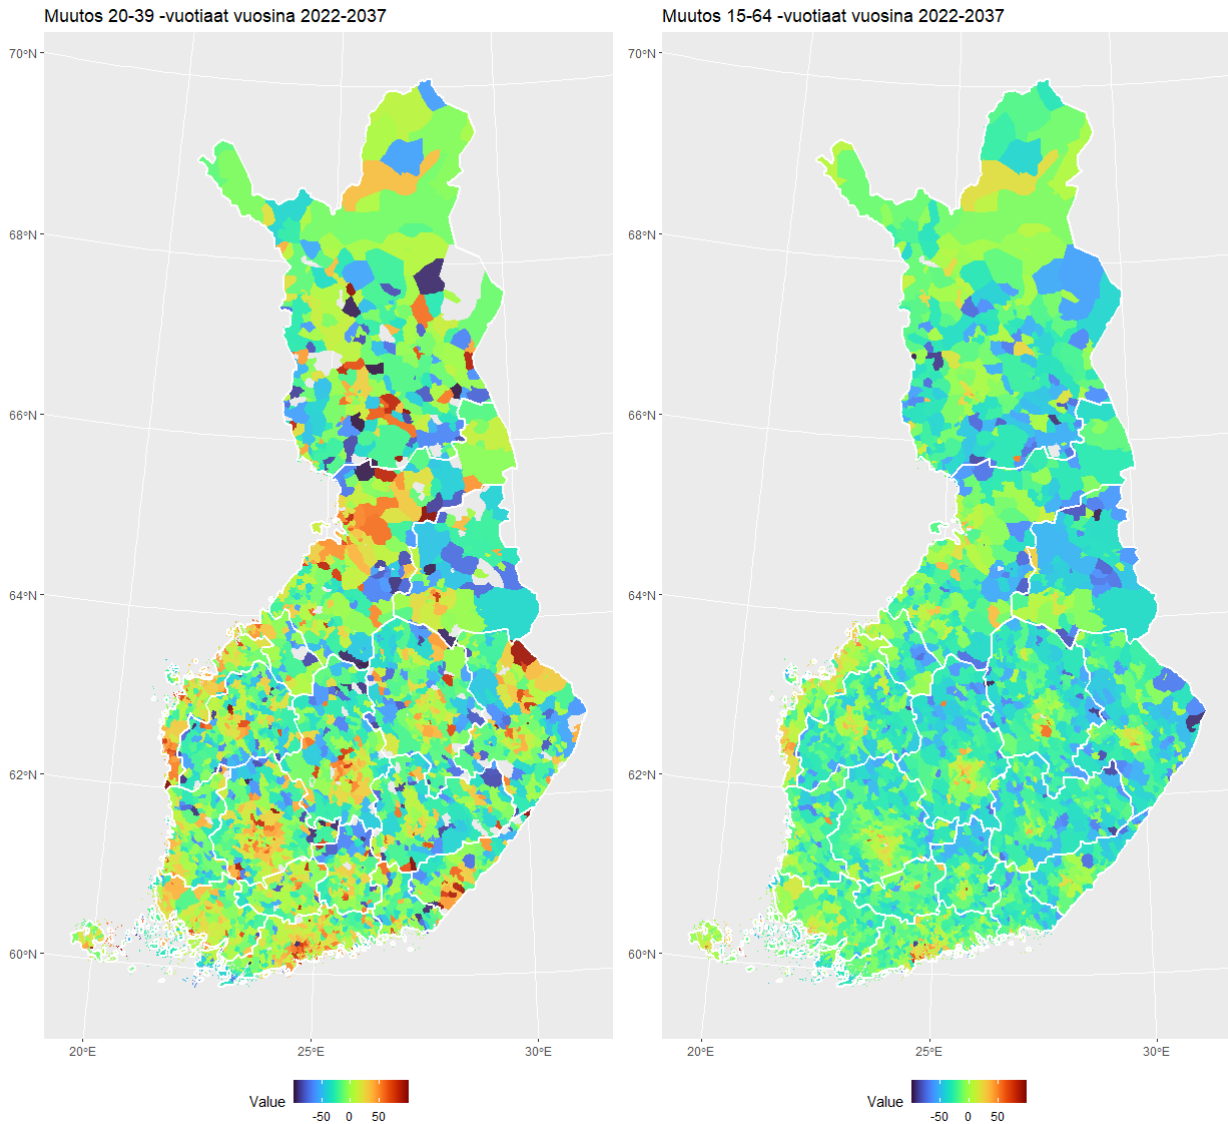 Muutos 20-39 -vuotiaat vuosina 2022-2037
70°N
68°N
66°N
64°N
62°N
60°N
20°E
25°E
30°E
Value
-50
0
50
Muutos 15-64 -vuotiaat vuosina 2022-2037
70°N
68°N
66°N
64°N
62°N
60°N
20°E
25°E
30°E
Value
-50
0
50